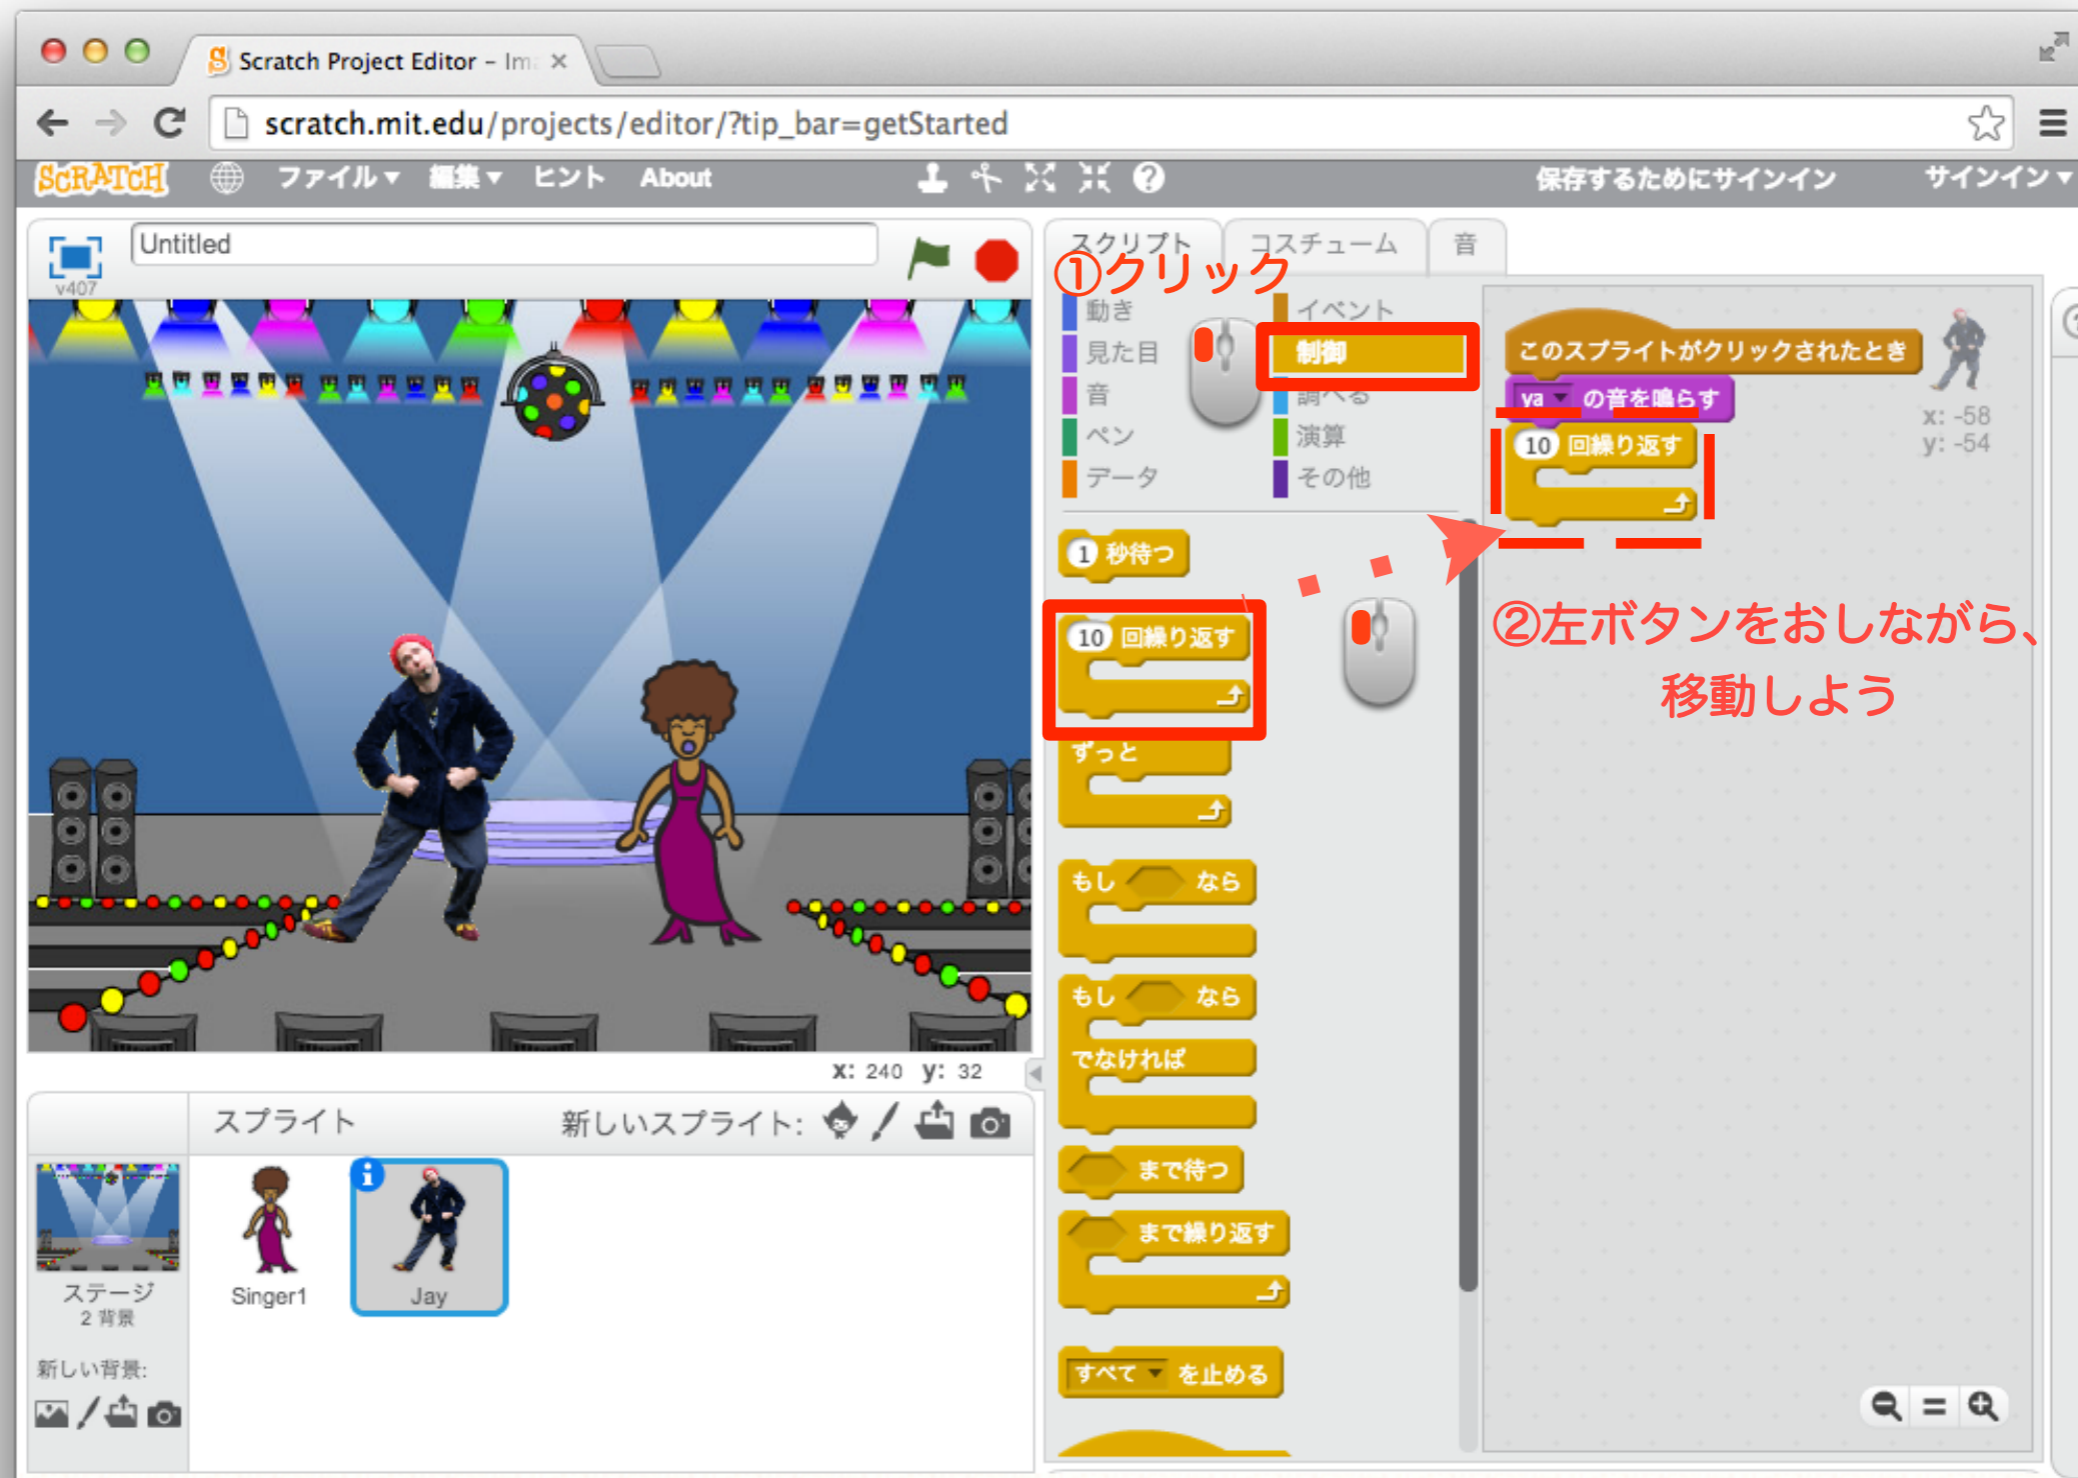 Scratch Project Editor – Im
scratch.mit.edu/projects/editor/?tip_bar=getStarted
SCRATCH
ファイル▼ 編集▼ ヒント About
保存するためにサインイン サインイン▼
v407
Untitled
スクリプト コスチューム 音
①クリック
動き
見た目
音
ペン
データ
イベント
制御
調べる
演算
その他
1 秒待つ
10 回繰り返す
ずっと
もし なら
もし なら
でなければ
まで待つ
まで繰り返す
すべて を止める
このスプライトがクリックされたとき
ya の音を鳴らす
10 回繰り返す
x: -58
y: -54
②左ボタンをおしながら、
移動しよう
x: 240 y: 32
スプライト 新しいスプライト:
ステージ
2 背景
新しい背景:
Singer1
Jay